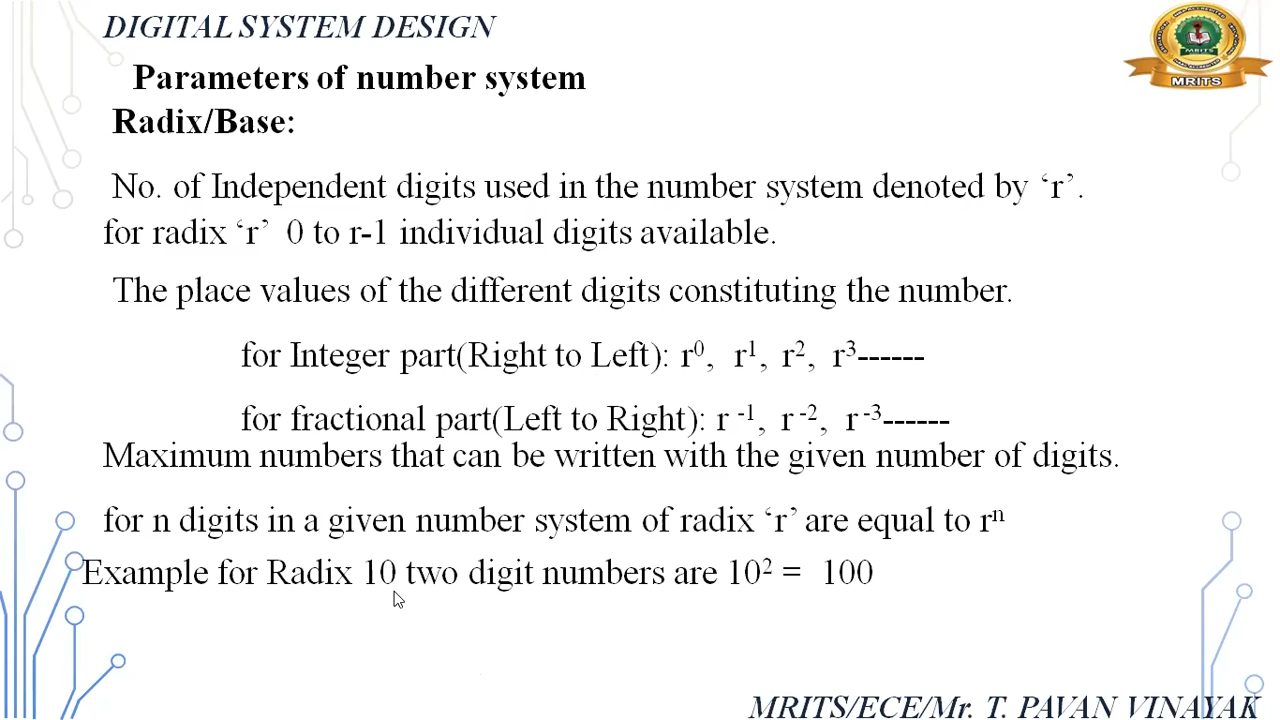 DIGITAL SYSTEM DESIGN
Parameters of number system
Radix/Base:
No. of Independent digits used in the number system denoted by ‘r’.
for radix ‘r’ 0 to r-1 individual digits available.
The place values of the different digits constituting the number.
for Integer part(Right to Left): r⁰, r¹, r², r³------
for fractional part(Left to Right): r ⁻¹, r ⁻², r ⁻³------
Maximum numbers that can be written with the given number of digits.
for n digits in a given number system of radix ‘r’ are equal to rⁿ
Example for Radix 10 two digit numbers are 10² = 100
MRITS/ECE/Mr. T. PAVAN VINAYAK
MRITS